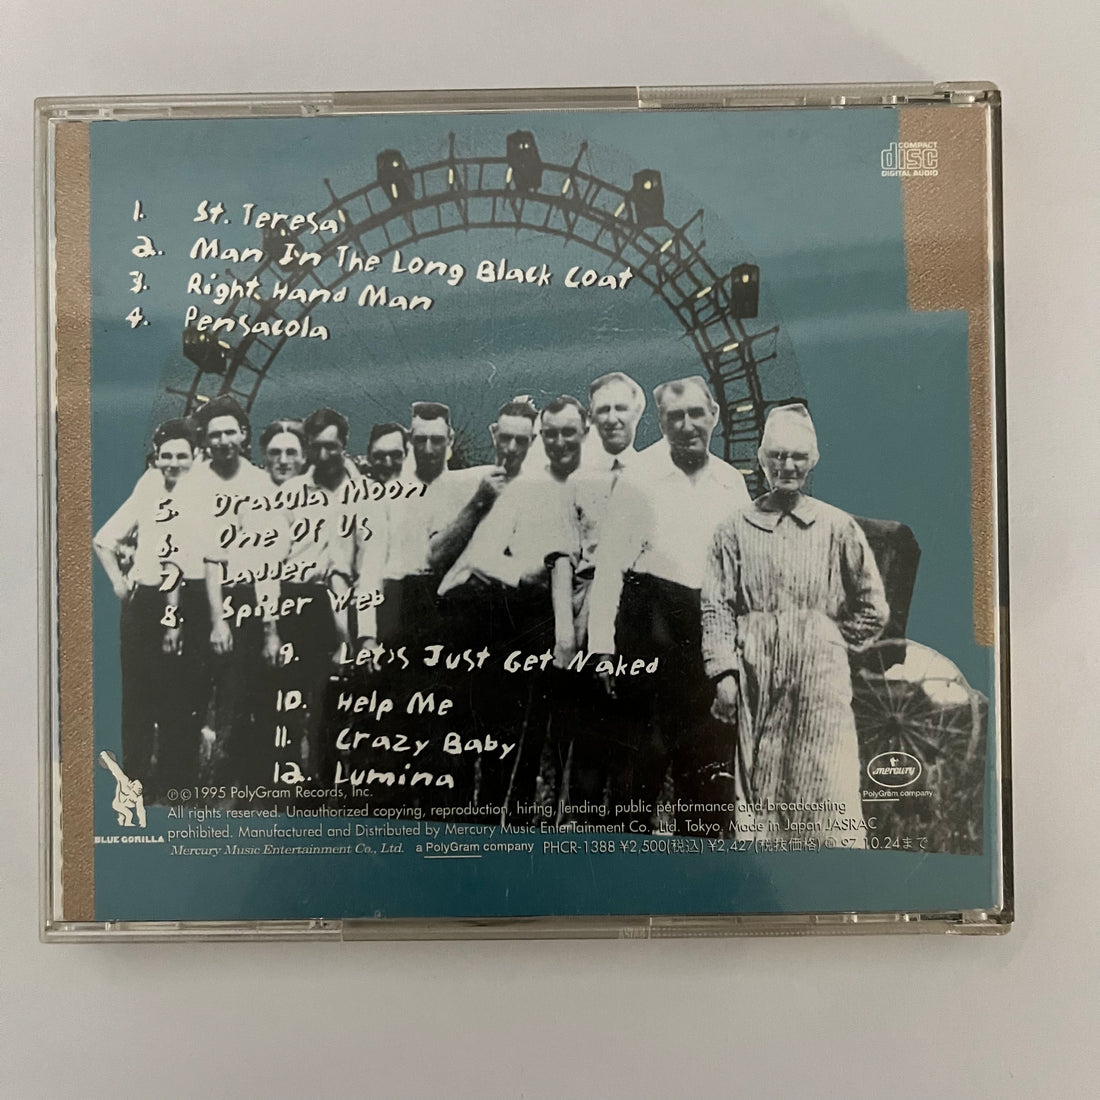 COMPACT
disc
DIGITAL AUDIO
1. St. Teresa
2. Man In The Long Black Coat
3. Right Hand Man
4. Pensacola
5. Dracula Moon
6. One Of Us
7. Ladder
8. Spider Web
9. Let's Just Get Naked
10. Help Me
11. Crazy Baby
12. Lumina
mercury
a PolyGram company
BLUE GORILLA
Ⓟ©1995 PolyGram Records, Inc.
All rights reserved. Unauthorized copying, reproduction, hiring, lending, public performance and broadcasting
prohibited. Manufactured and Distributed by Mercury Music EnterTainment Co., Ltd. Tokyo. Made in Japan JASRAC
Mercury Music Entertainment Co., Ltd. a PolyGram company PHCR-1388 ¥2,500(税込) ¥2,427(税抜価格) 97.10.24まで